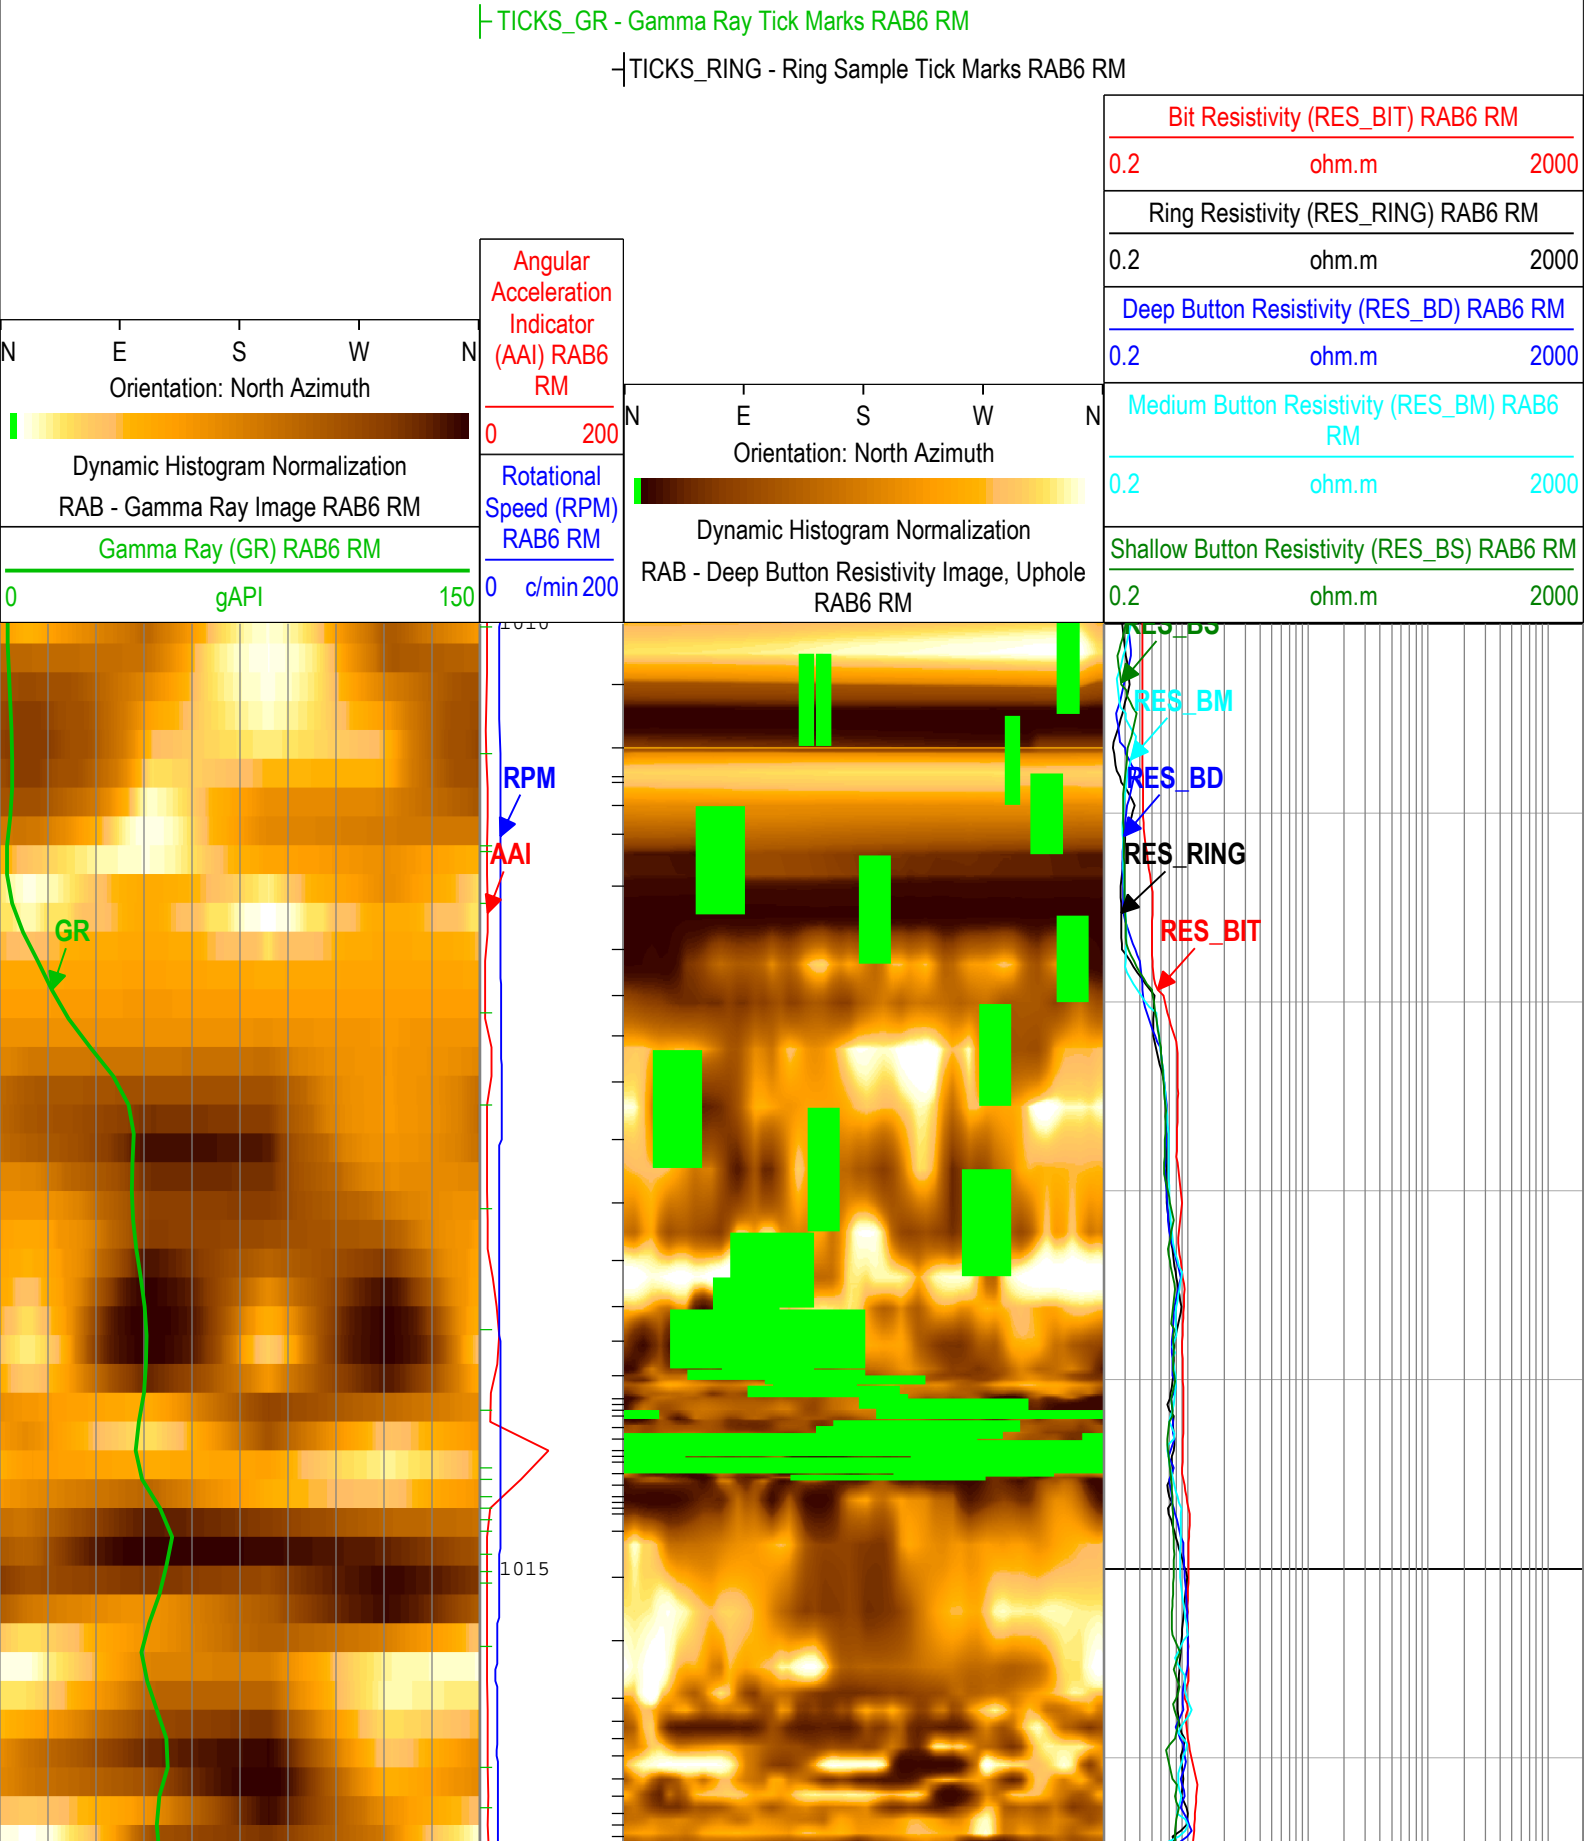 TICKS_GR - Gamma Ray Tick Marks RAB6 RM
TICKS_RING - Ring Sample Tick Marks RAB6 RM
Bit Resistivity (RES_BIT) RAB6 RM
0.2 ohm.m 2000
Ring Resistivity (RES_RING) RAB6 RM
0.2 ohm.m 2000
Deep Button Resistivity (RES_BD) RAB6 RM
0.2 ohm.m 2000
Medium Button Resistivity (RES_BM) RAB6
RM
0.2 ohm.m 2000
Shallow Button Resistivity (RES_BS) RAB6 RM
0.2 ohm.m 2000
Angular
Acceleration
Indicator
(AAI) RAB6
RM
0 200
Rotational
Speed (RPM)
RAB6 RM
0 c/min 200
N E S W N
Orientation: North Azimuth
Dynamic Histogram Normalization
RAB - Gamma Ray Image RAB6 RM
Gamma Ray (GR) RAB6 RM
0 gAPI 150
N E S W N
Orientation: North Azimuth
Dynamic Histogram Normalization
RAB - Deep Button Resistivity Image, Uphole
RAB6 RM
1010
RES_BS
RES_BM
RPM
RES_BD
AAI
RES_RING
GR
RES_BIT
1015